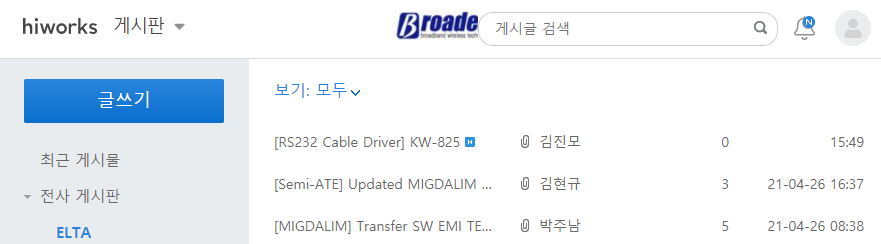 hiworks 게시판
Broade
broadband wireless tech
게시글 검색
N
글쓰기
최근 게시물
전사 게시판
ELTA
보기: 모두
[RS232 Cable Driver] KW-825 N 김진모 0 15:49
[Semi-ATE] Updated MIGDALIM ... 김현규 3 21-04-26 16:37
[MIGDALIM] Transfer SW EMI TE... 박주남 5 21-04-26 08:38